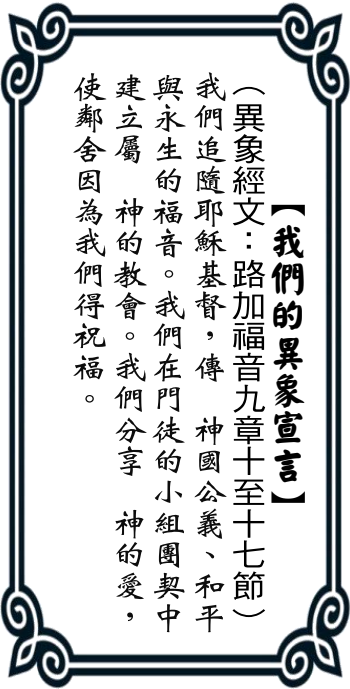 【我們的異象宣言】
（異象經文：路加福音九章十至十七節）
我們追隨耶穌基督，傳　神國公義、和平
與永生的福音。我們在門徒的小組團契中
建立屬　神的教會。我們分享　神的愛，
使鄰舍因為我們得祝福。